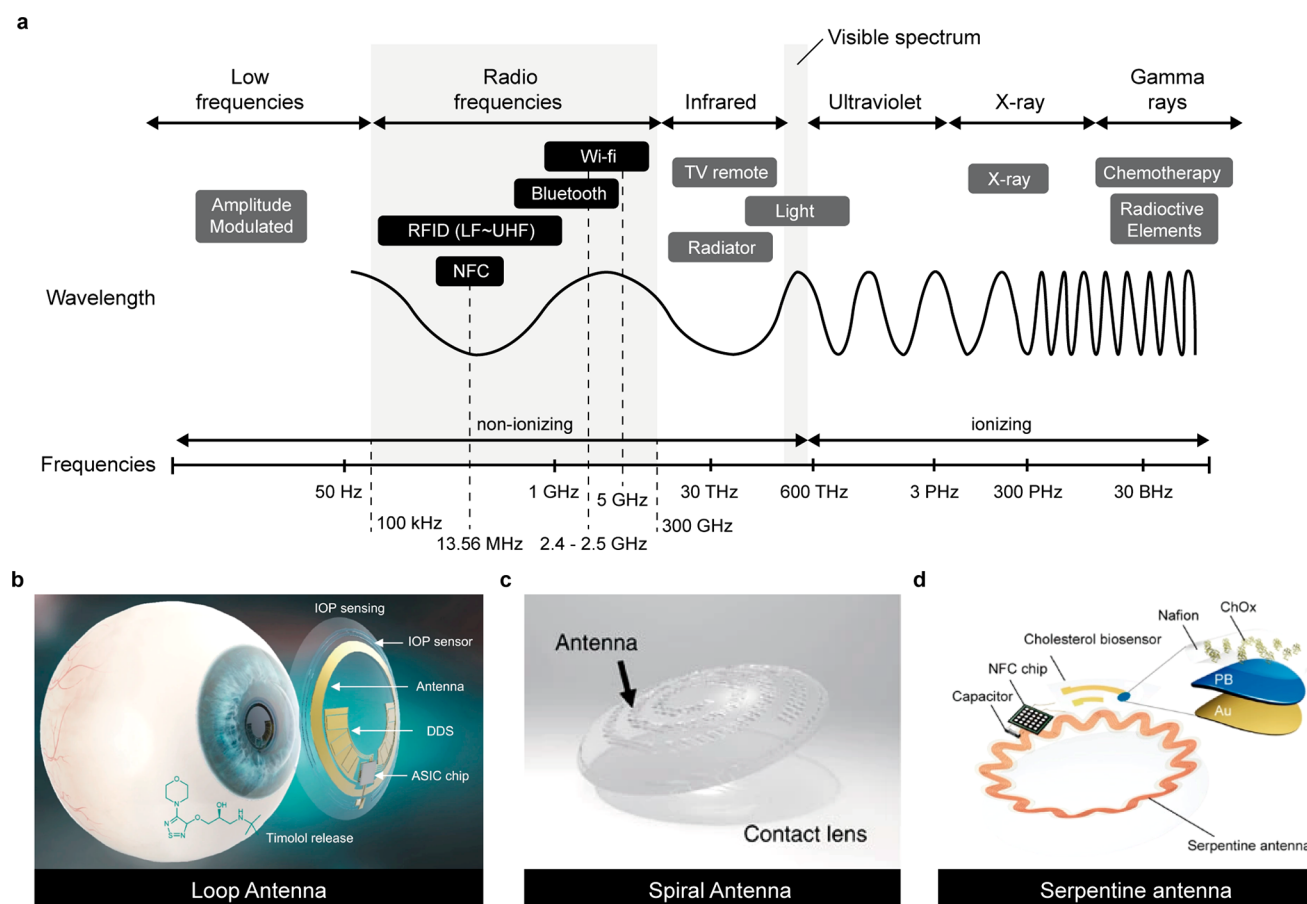 a
Visible spectrum
Low
frequencies
Radio
frequencies
Infrared
Ultraviolet
X-ray
Gamma
rays
Wi-fi
TV remote
X-ray
Chemotherapy
Bluetooth
Amplitude
Modulated
Light
Radioctive
Elements
RFID (LF~UHF)
Radiator
NFC
Wavelength
non-ionizing
ionizing
Frequencies
50 Hz
1 GHz
5 GHz
30 THz
600 THz
3 PHz
300 PHz
30 BHz
100 kHz
300 GHz
13.56 MHz
2.4 - 2.5 GHz
b
IOP sensing
IOP sensor
Antenna
DDS
ASIC chip
O
N
N
S
N
O
OH
H
N
Timolol release
Loop Antenna
c
Antenna
Contact lens
Spiral Antenna
d
ChOx
Nafion
Cholesterol biosensor
NFC chip
Capacitor
PB
Au
Serpentine antenna
Serpentine antenna